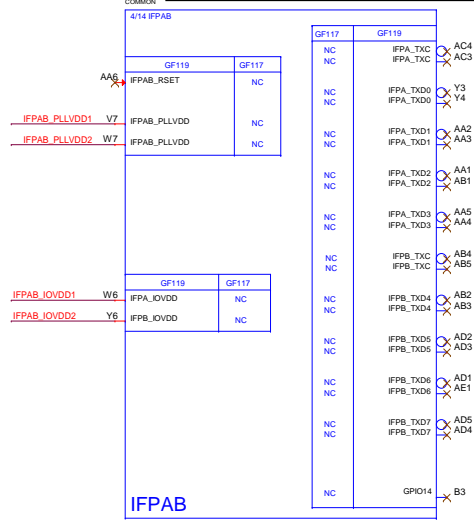 COMMON
4/14 IFPAB
GF117 GF119
NC IFPA_TXC AC4
NC IFPA_TXC AC3
GF119 GF117
AA6 IFPAB_RSET NC
NC IFPA_TXD0 Y3
NC IFPA_TXD0 Y4
IFPAB_PLLVDD1 V7 IFPAB_PLLVDD NC
IFPAB_PLLVDD2 W7 IFPAB_PLLVDD NC
NC IFPA_TXD1 AA2
NC IFPA_TXD1 AA3
NC IFPA_TXD2 AA1
NC IFPA_TXD2 AB1
NC IFPA_TXD3 AA5
NC IFPA_TXD3 AA4
NC IFPB_TXC AB4
NC IFPB_TXC AB5
GF119 GF117
IFPAB_IOVDD1 W6 IFPA_IOVDD NC
IFPAB_IOVDD2 Y6 IFPB_IOVDD NC
NC IFPB_TXD4 AB2
NC IFPB_TXD4 AB3
NC IFPB_TXD5 AD2
NC IFPB_TXD5 AD3
NC IFPB_TXD6 AD1
NC IFPB_TXD6 AE1
NC IFPB_TXD7 AD5
NC IFPB_TXD7 AD4
NC GPIO14 B3
IFPAB